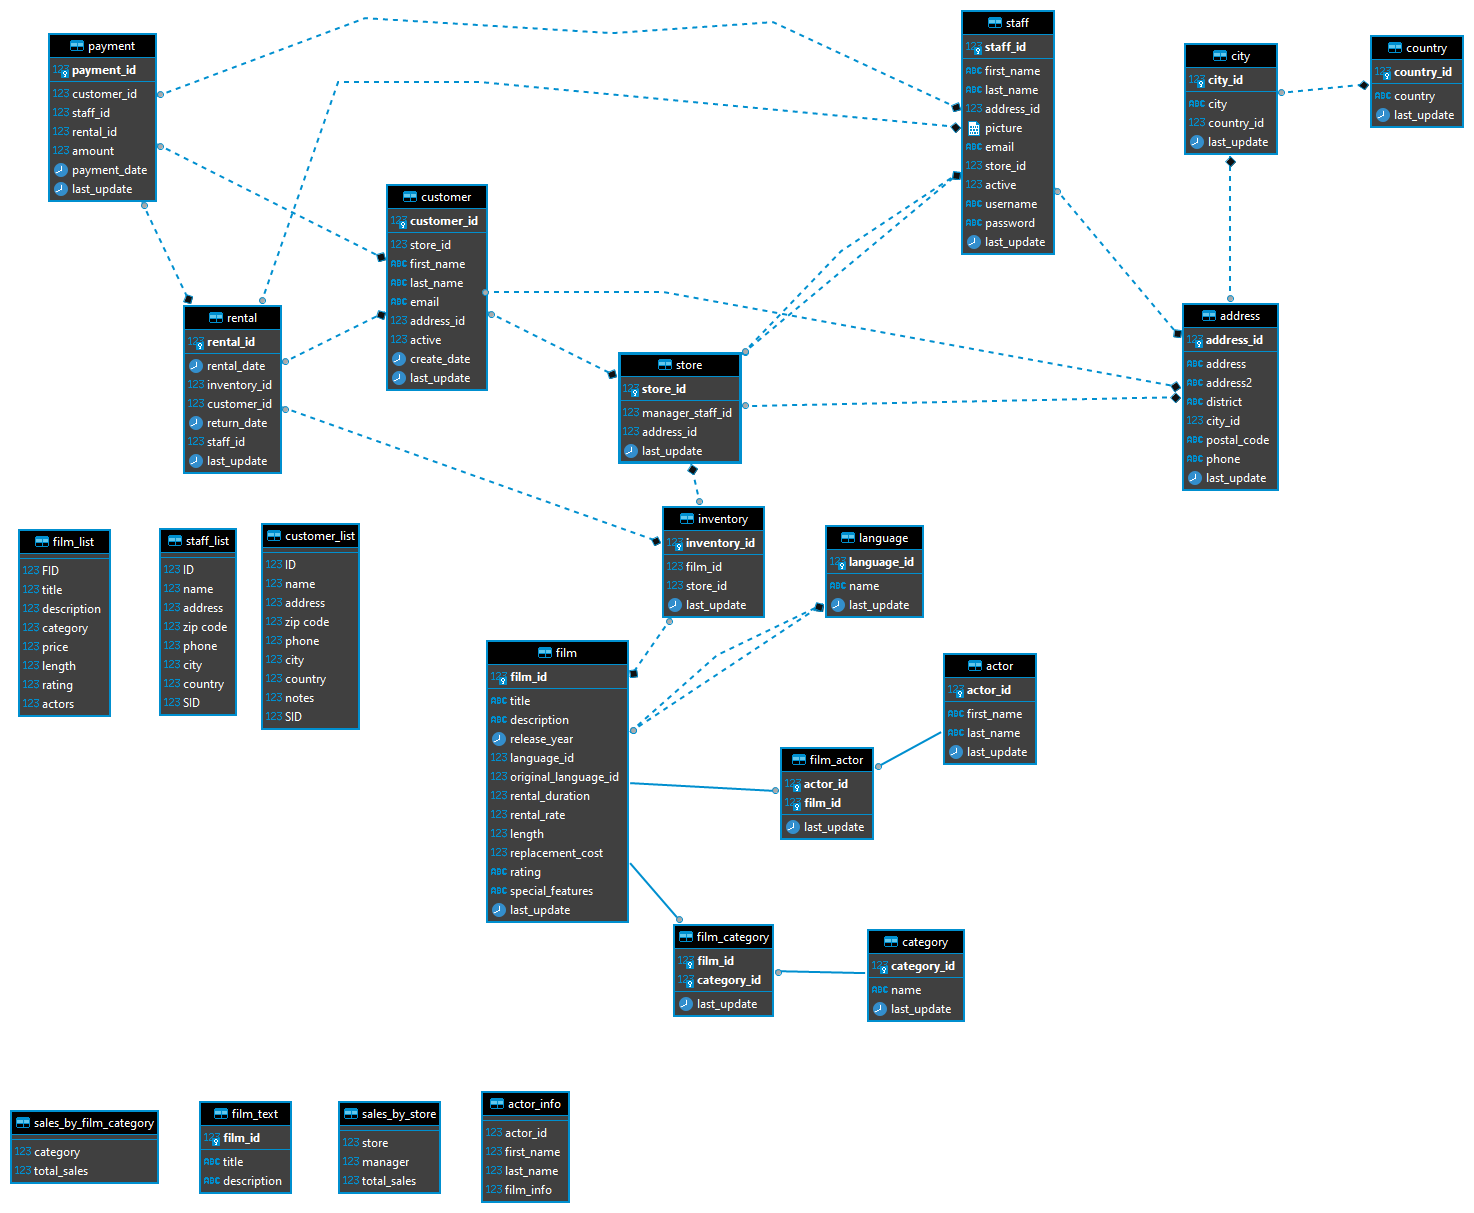 payment
123 payment_id
123 customer_id
123 staff_id
123 rental_id
123 amount
payment_date
last_update
customer
123 customer_id
123 store_id
ABC first_name
ABC last_name
ABC email
123 address_id
123 active
create_date
last_update
staff
123 staff_id
ABC first_name
ABC last_name
123 address_id
picture
ABC email
123 store_id
123 active
ABC username
ABC password
last_update
city
123 city_id
ABC city
123 country_id
last_update
country
123 country_id
ABC country
last_update
rental
123 rental_id
rental_date
123 inventory_id
123 customer_id
return_date
123 staff_id
last_update
store
123 store_id
123 manager_staff_id
123 address_id
last_update
address
123 address_id
ABC address
ABC address2
ABC district
123 city_id
ABC postal_code
ABC phone
last_update
film_list
123 FID
123 title
123 description
123 category
123 price
123 length
123 rating
123 actors
staff_list
123 ID
123 name
123 address
123 zip code
123 phone
123 city
123 country
123 SID
customer_list
123 ID
123 name
123 address
123 zip code
123 phone
123 city
123 country
123 notes
123 SID
inventory
123 inventory_id
123 film_id
123 store_id
last_update
language
123 language_id
ABC name
last_update
film
123 film_id
ABC title
ABC description
release_year
123 language_id
123 original_language_id
123 rental_duration
123 rental_rate
123 length
123 replacement_cost
ABC rating
ABC special_features
last_update
actor
123 actor_id
ABC first_name
ABC last_name
last_update
film_actor
123 actor_id
123 film_id
last_update
film_category
123 film_id
123 category_id
last_update
category
123 category_id
ABC name
last_update
sales_by_film_category
123 category
123 total_sales
film_text
123 film_id
ABC title
ABC description
sales_by_store
123 store
123 manager
123 total_sales
actor_info
123 actor_id
123 first_name
123 last_name
123 film_info